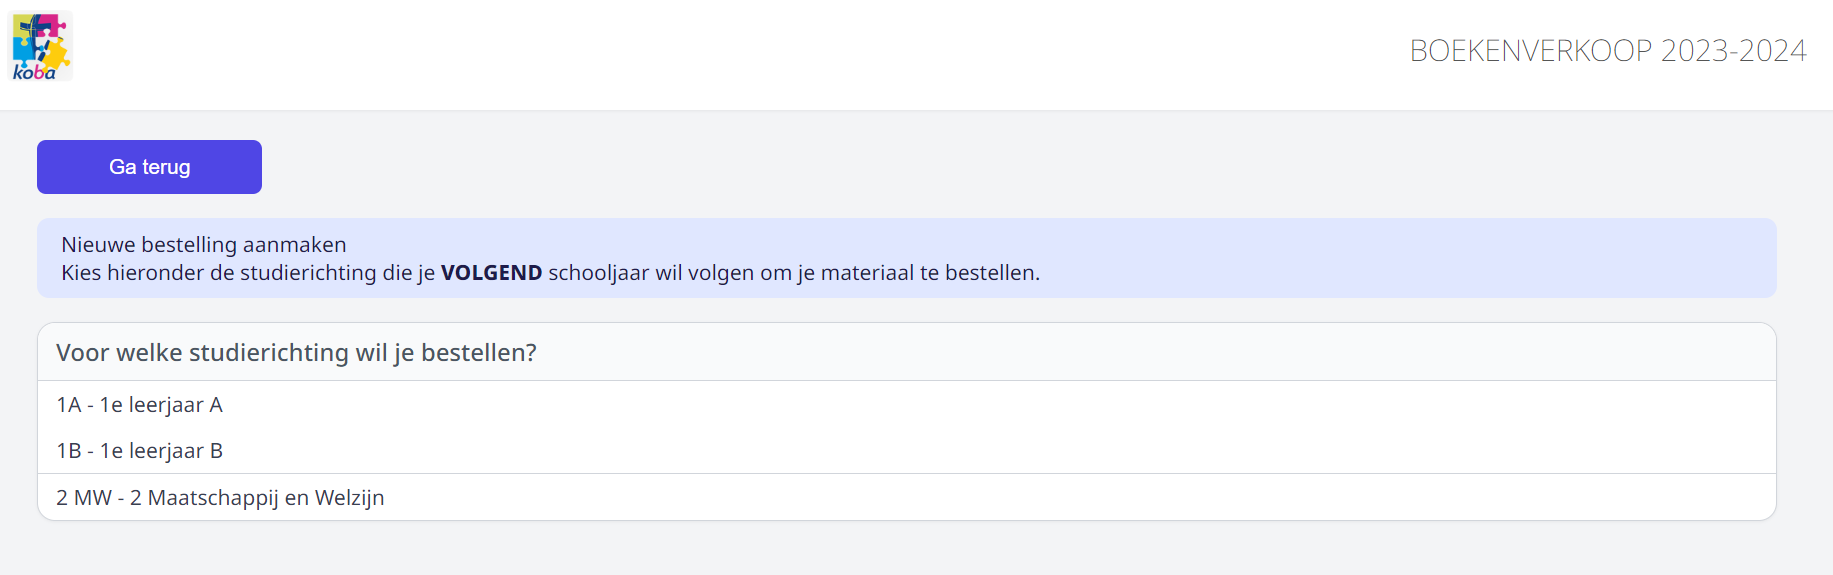 koba
BOEKENVERKOOP 2023-2024
Ga terug
Nieuwe bestelling aanmaken
Kies hieronder de studierichting die je VOLGEND schooljaar wil volgen om je materiaal te bestellen.
Voor welke studierichting wil je bestellen?
1A - 1e leerjaar A
1B - 1e leerjaar B
2 MW - 2 Maatschappij en Welzijn